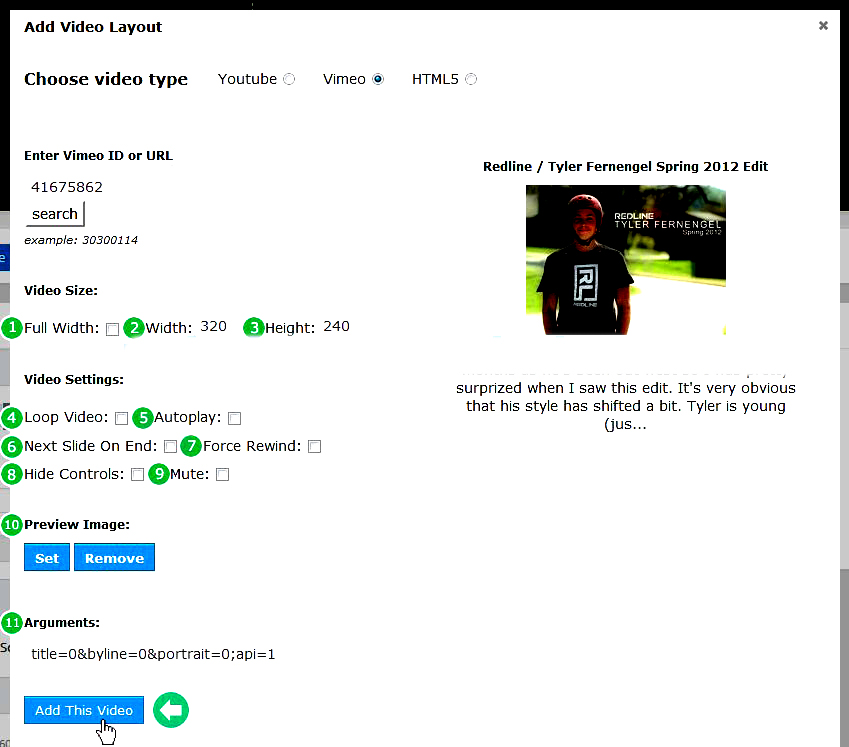 Add Video Layout
Choose video type Youtube Vimeo HTML5
Enter Vimeo ID or URL
41675862
search
example: 30300114
Redline / Tyler Fernengel Spring 2012 Edit
REDLINE
TYLER FERNENGEL
Spring 2012
RL
REDLINE
surprized when I saw this edit. It's very obvious
that his style has shifted a bit. Tyler is young
(jus...
Video Size:
1 Full Width: 2 Width: 320 3 Height: 240
Video Settings:
4 Loop Video: 5 Autoplay:
6 Next Slide On End: 7 Force Rewind:
8 Hide Controls: 9 Mute:
10 Preview Image:
Set Remove
11 Arguments:
title=0&byline=0&portrait=0;api=1
Add This Video